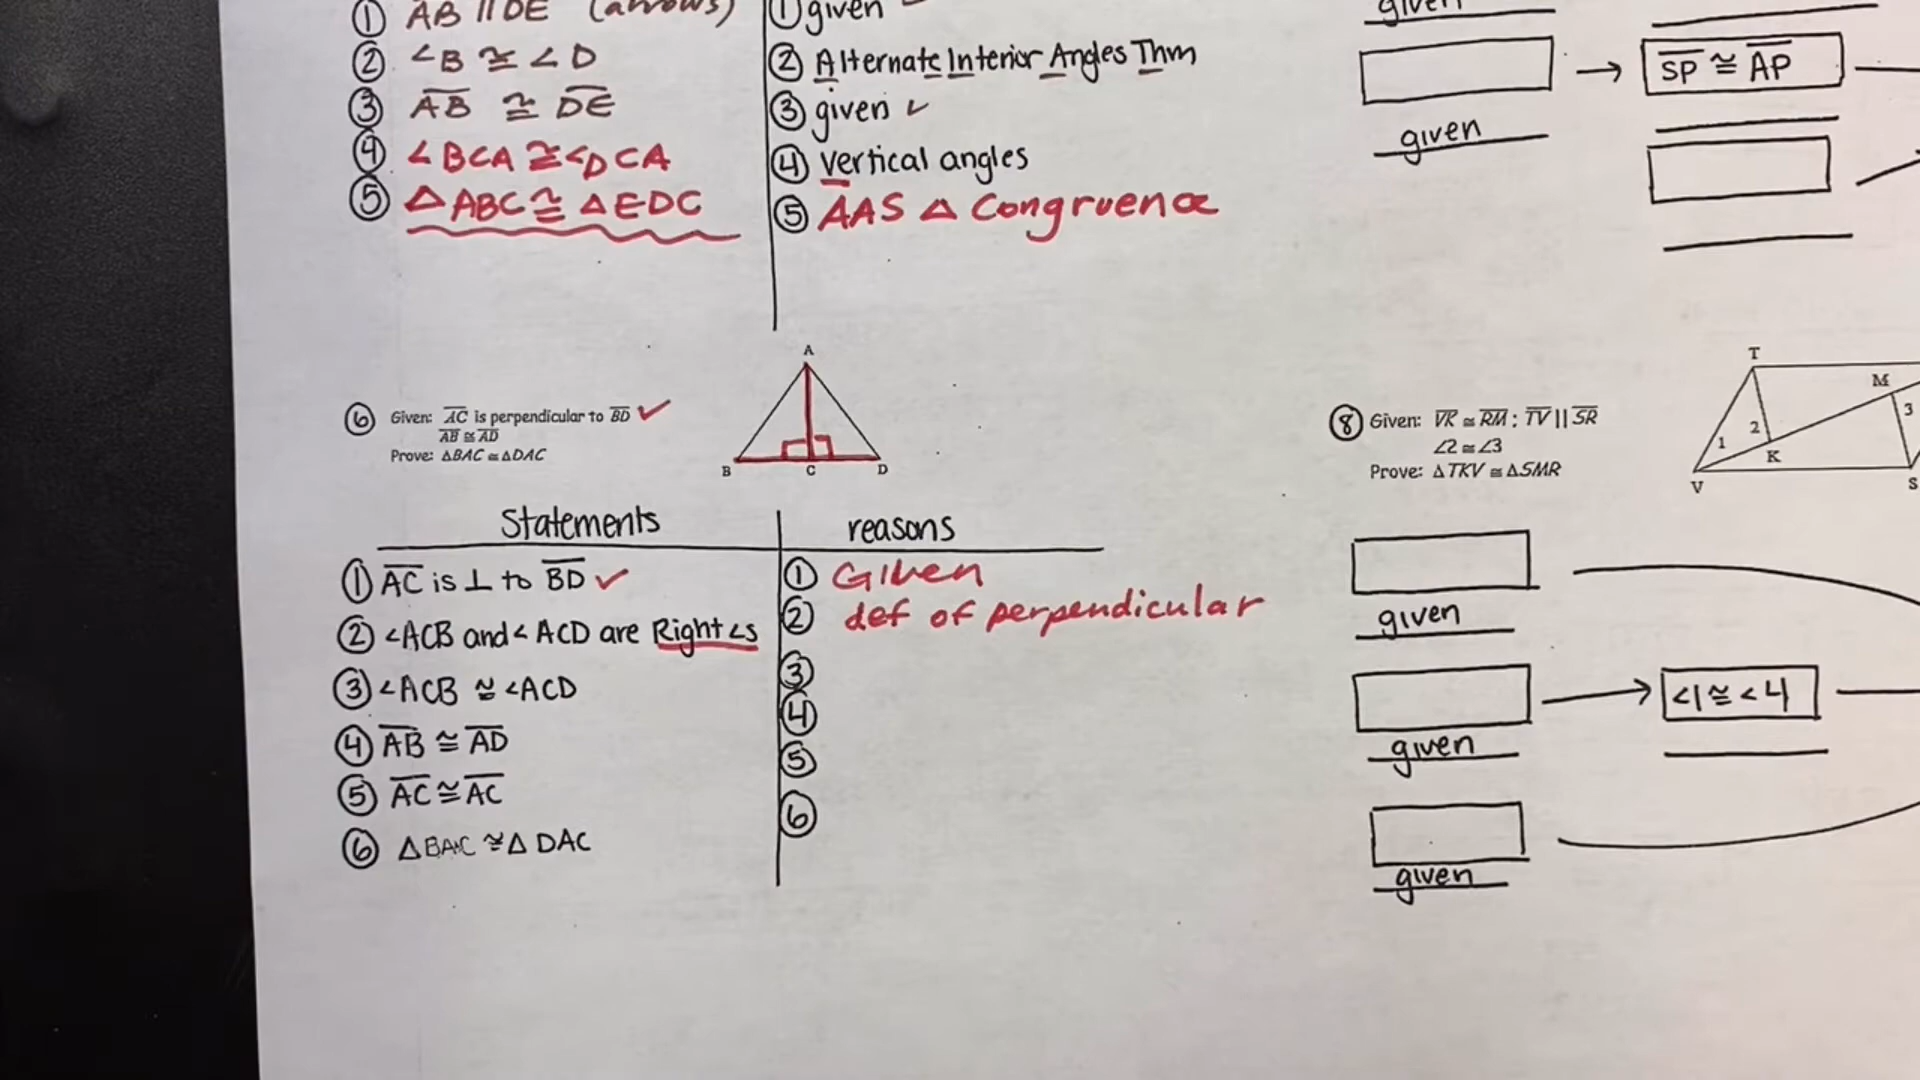 ① AB || DE (arrows)
① given
② <B ≅ <D
② Alternate Interior Angles Thm
③ AB ≅ DE
③ given ✓
④ <BCA ≅ <DCA
④ vertical angles
⑤ △ABC ≅ △EDC
⑤ AAS △ Congruence
⑥ Given: AC is perpendicular to BD ✓
AB ≅ AD
Prove: △BAC ≅ △DAC
A
B C D
Statements
reasons
① AC is ⊥ to BD ✓
① Given
② <ACB and <ACD are Right <s
② def of perpendicular
③ <ACB ≅ <ACD
③
④ AB ≅ AD
④
⑤ AC ≅ AC
⑤
⑥ △BAC ≅ △DAC
⑥
given
SP ≅ AP
given
⑧ Given: VK ≅ RM ; TV || SR
∠2 ≅ ∠3
Prove: △TKV ≅ △SMR
T
M
3
2
1
K
V
S
given
<1 ≅ <4
given
given